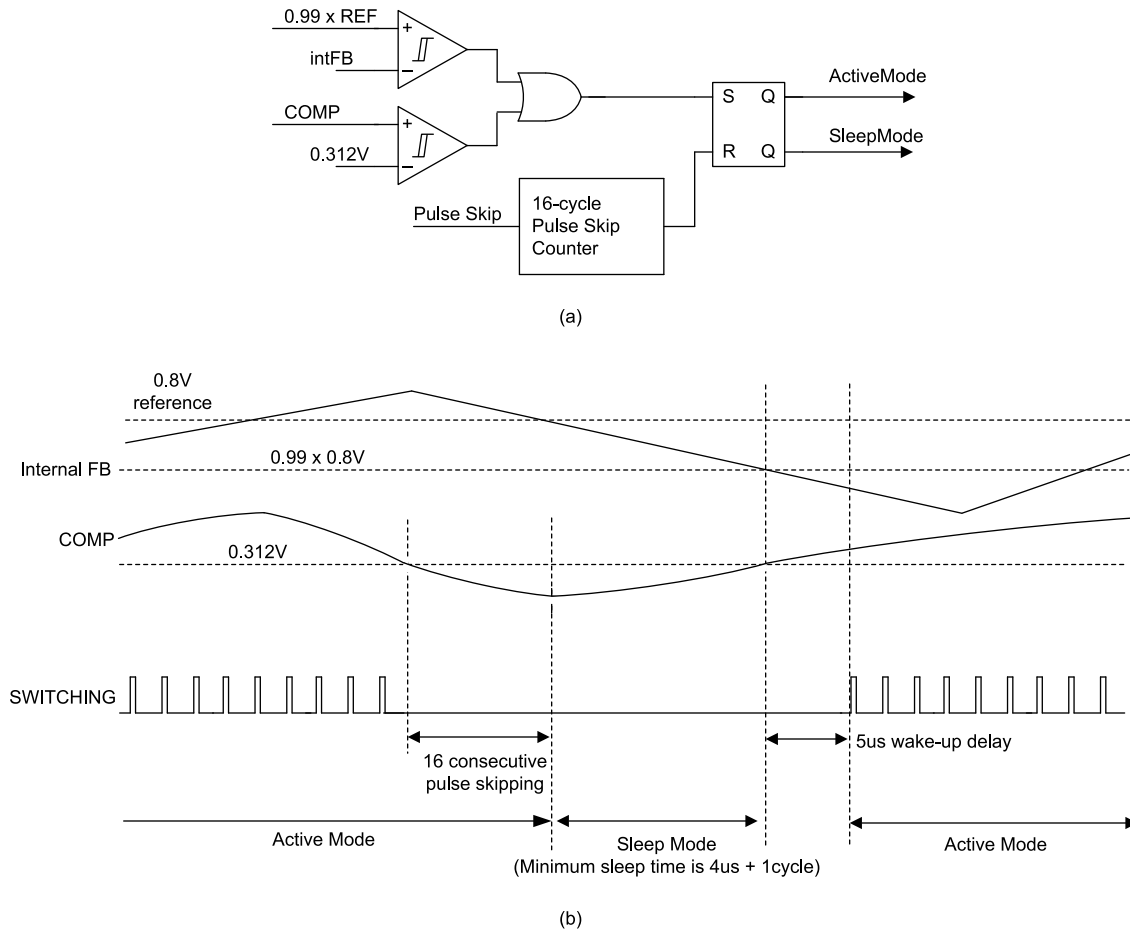 0.99 x REF
+
intFB
−
COMP
+
0.312V
−
S Q
R Q
ActiveMode
SleepMode
Pulse Skip
16-cycle
Pulse Skip
Counter
(a)
0.8V
reference
Internal FB
0.99 x 0.8V
COMP
0.312V
SWITCHING
16 consecutive
pulse skipping
5us wake-up delay
Active Mode
Sleep Mode
(Minimum sleep time is 4us + 1cycle)
Active Mode
(b)